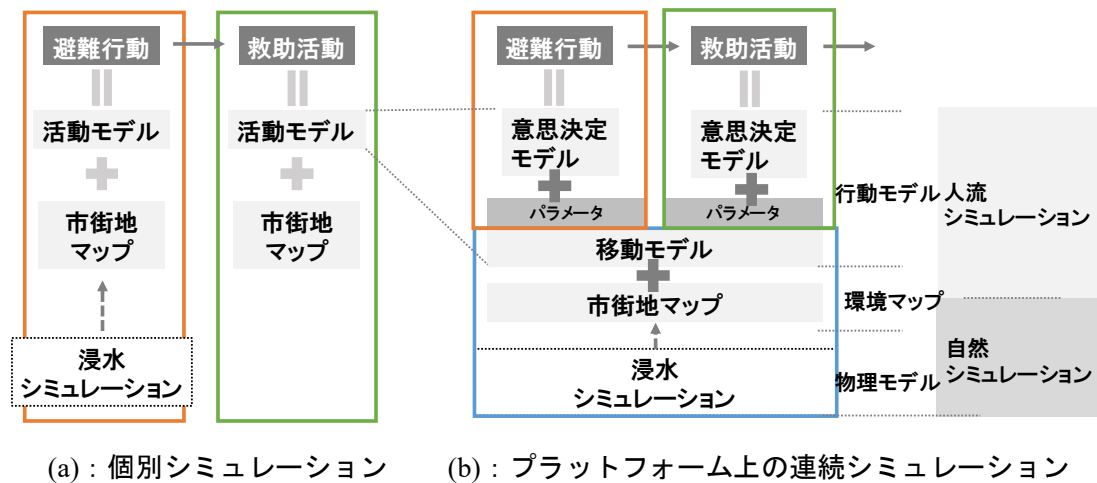 避難行動
活動モデル
市街地
マップ
浸水
シミュレーション
救助活動
活動モデル
市街地
マップ
避難行動
意思決定
モデル
パラメータ
救助活動
意思決定
モデル
パラメータ
移動モデル
市街地マップ
浸水
シミュレーション
行動モデル
環境マップ
物理モデル
人流
シミュレーション
自然
シミュレーション
(a)：個別シミュレーション
(b)：プラットフォーム上の連続シミュレーション